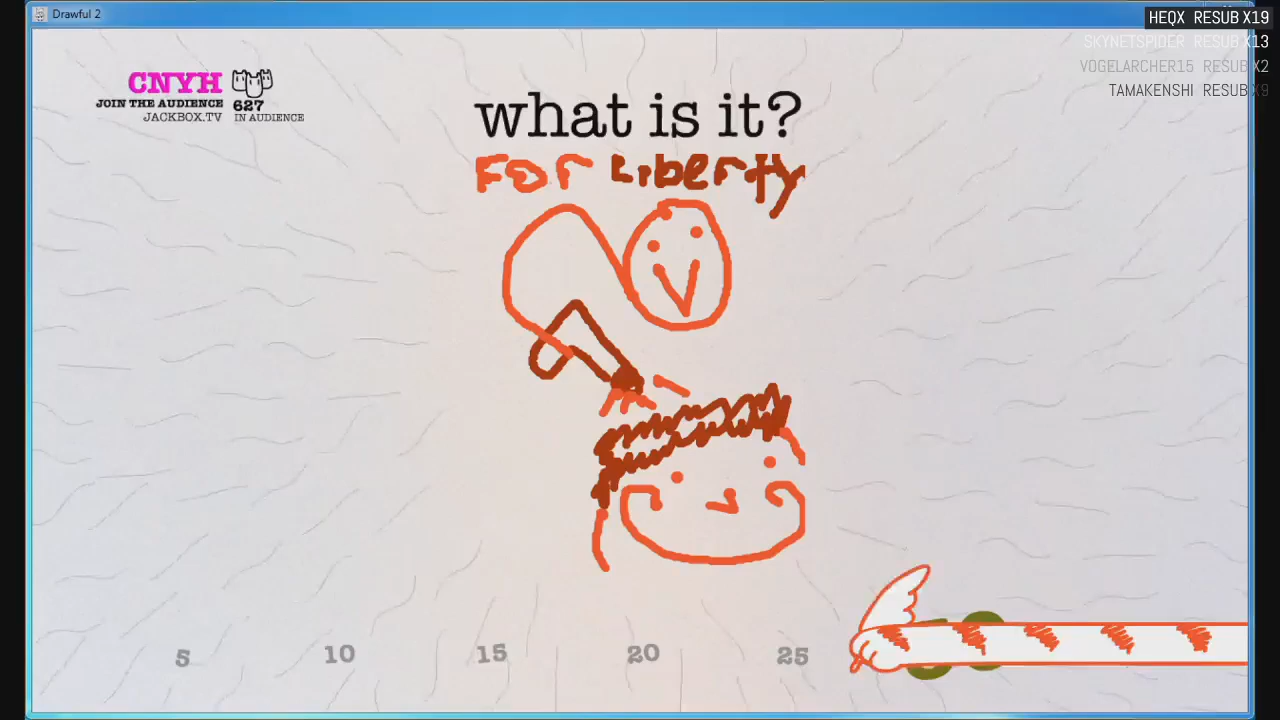 Drawful 2
HEQX RESUB X19
SKYNETSPIDER RESUB X13
VOGELARCHER15 RESUB X2
TAMAKENSHI RESUB X9
CNYH
JOIN THE AUDIENCE
JACKBOX.TV
627
IN AUDIENCE
what is it?
For Liberty
5 10 15 20 25